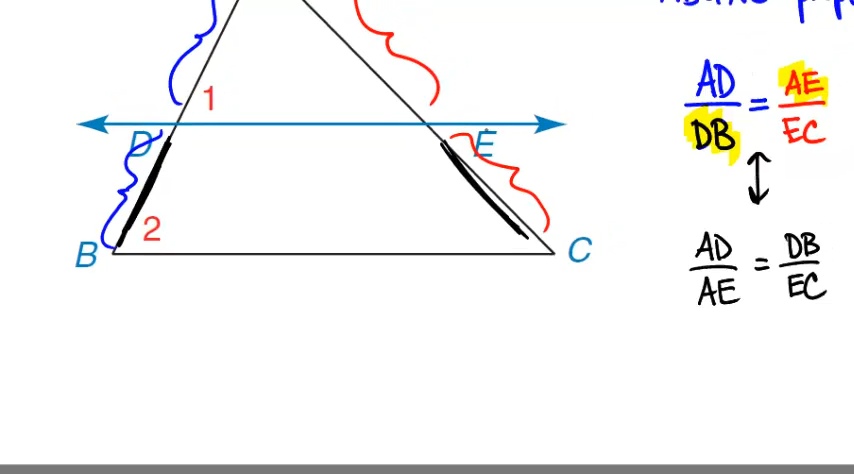 1
D
E
2
B
C
AD/DB = AE/EC
AD/AE = DB/EC